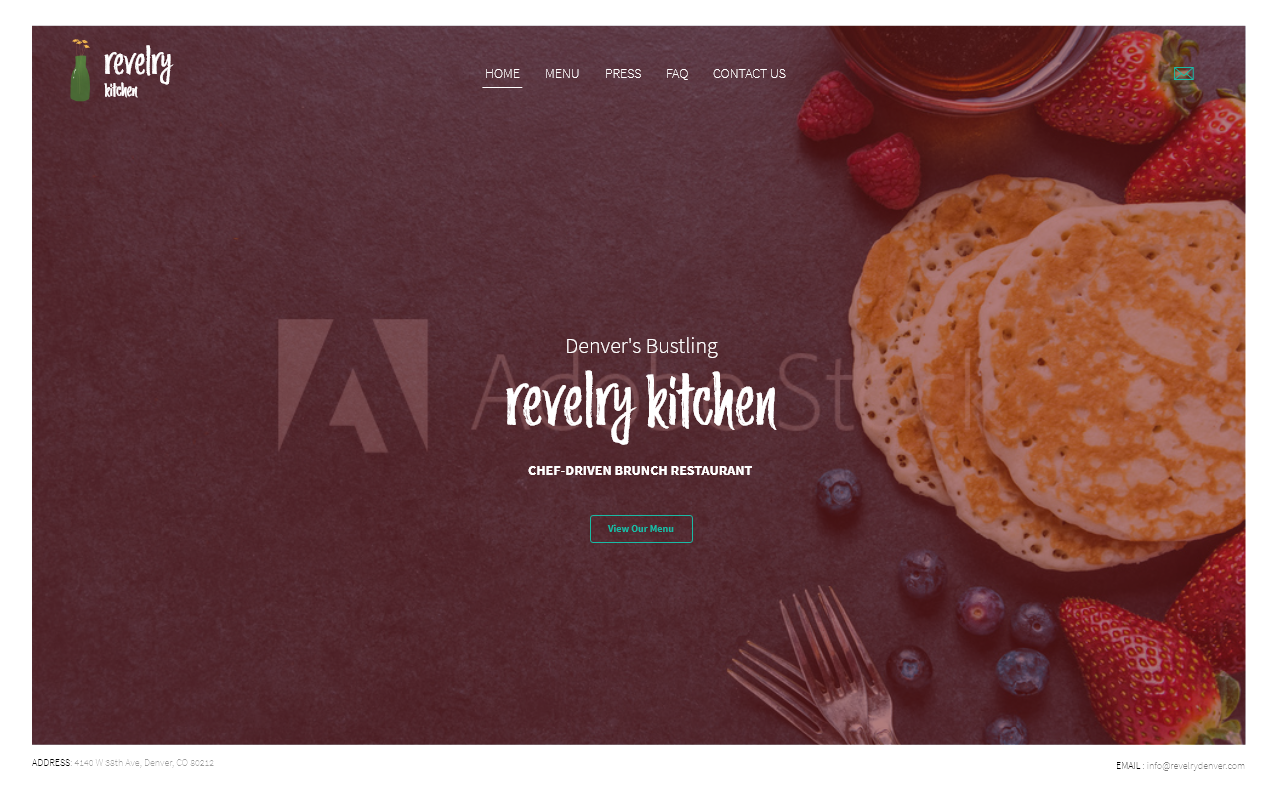 revelry
kitchen
HOME MENU PRESS FAQ CONTACT US
Adobe Stock
Denver's Bustling
revelry kitchen
CHEF-DRIVEN BRUNCH RESTAURANT
View Our Menu
ADDRESS: 4140 W 38th Ave, Denver, CO 80212
EMAIL : info@revelrydenver.com